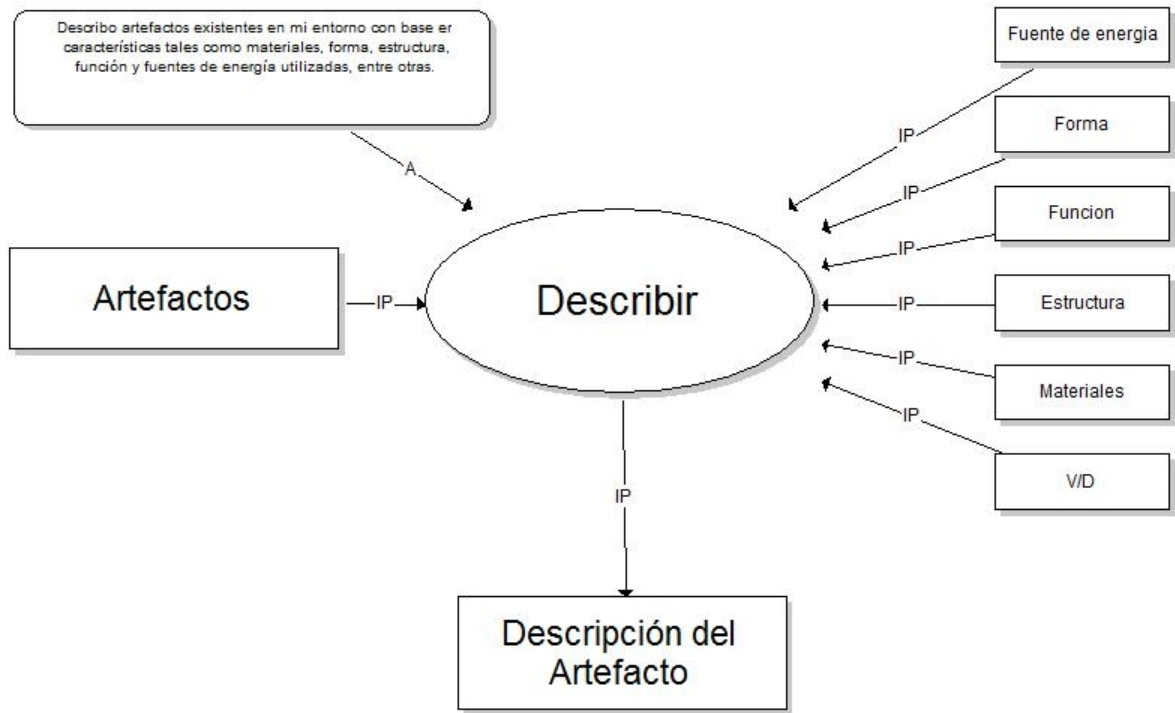 Describo artefactos existentes en mi entorno con base er
características tales como materiales, forma, estructura,
función y fuentes de energía utilizadas, entre otras.
A
Artefactos
IP
Describir
Fuente de energia
IP
Forma
IP
Funcion
IP
Estructura
IP
Materiales
IP
V/D
IP
IP
Descripción del
Artefacto